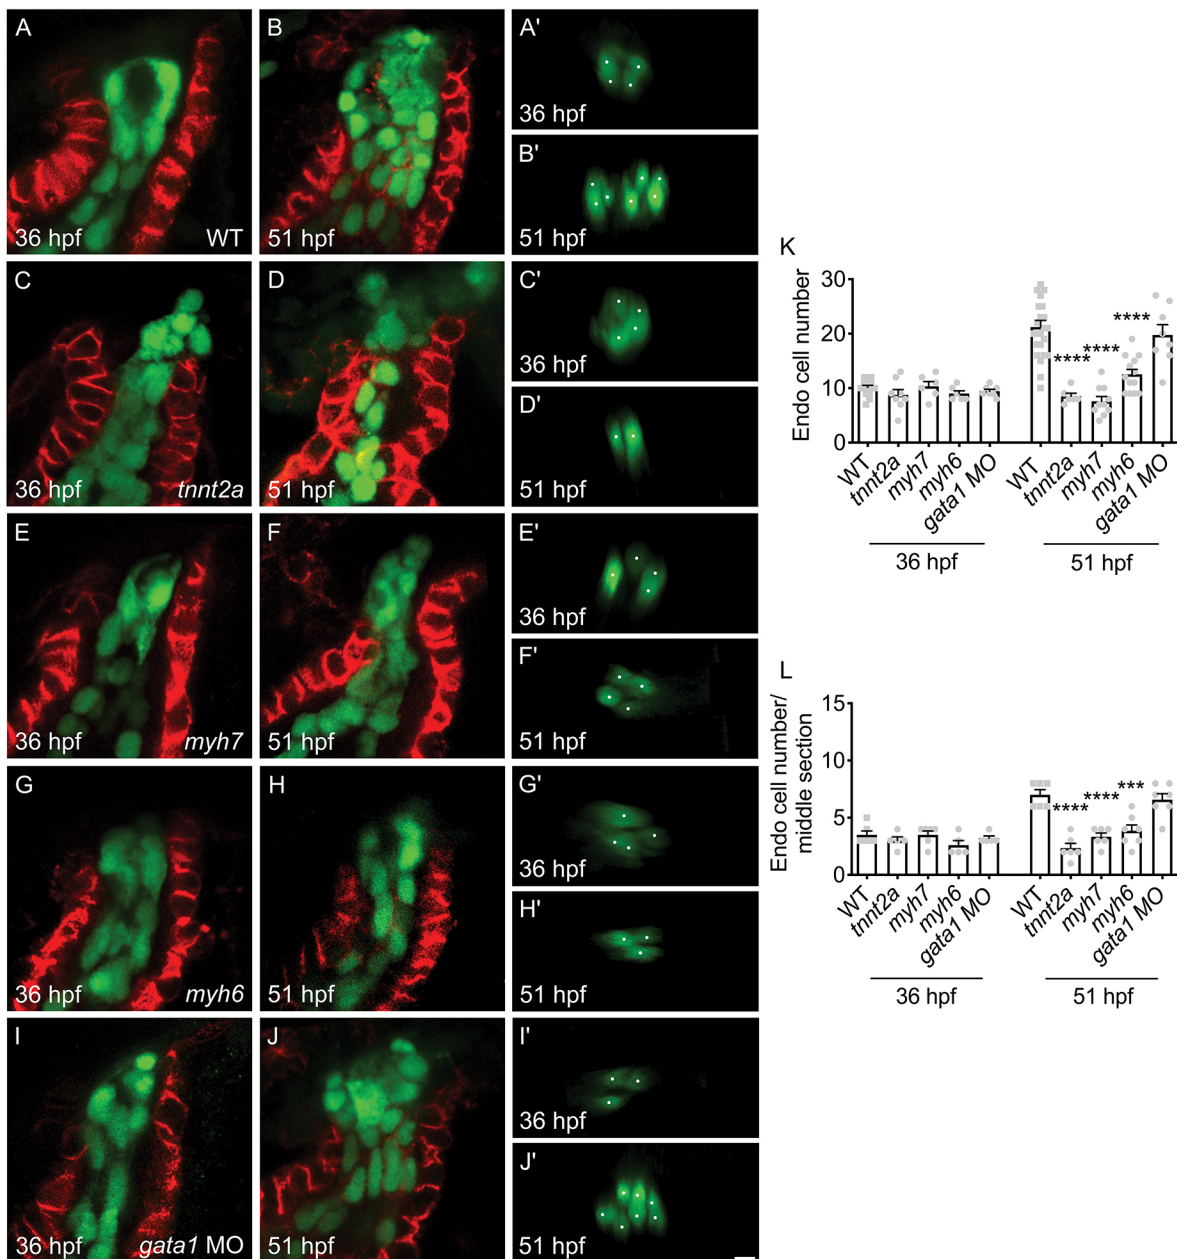 A
36 hpf
WT
B
51 hpf
A'
36 hpf
B'
51 hpf
C
36 hpf
tnnt2a
D
51 hpf
C'
36 hpf
D'
51 hpf
E
36 hpf
myh7
F
51 hpf
E'
36 hpf
F'
51 hpf
G
36 hpf
myh6
H
51 hpf
G'
36 hpf
H'
51 hpf
I
36 hpf
gata1 MO
J
51 hpf
I'
36 hpf
J'
51 hpf
K
Endo cell number
30
20
10
0
****
****
****
WT
tnnt2a
myh7
myh6
gata1 MO
WT
tnnt2a
myh7
myh6
gata1 MO
36 hpf
51 hpf
L
Endo cell number/
middle section
15
10
5
0
****
****
***
WT
tnnt2a
myh7
myh6
gata1 MO
WT
tnnt2a
myh7
myh6
gata1 MO
36 hpf
51 hpf